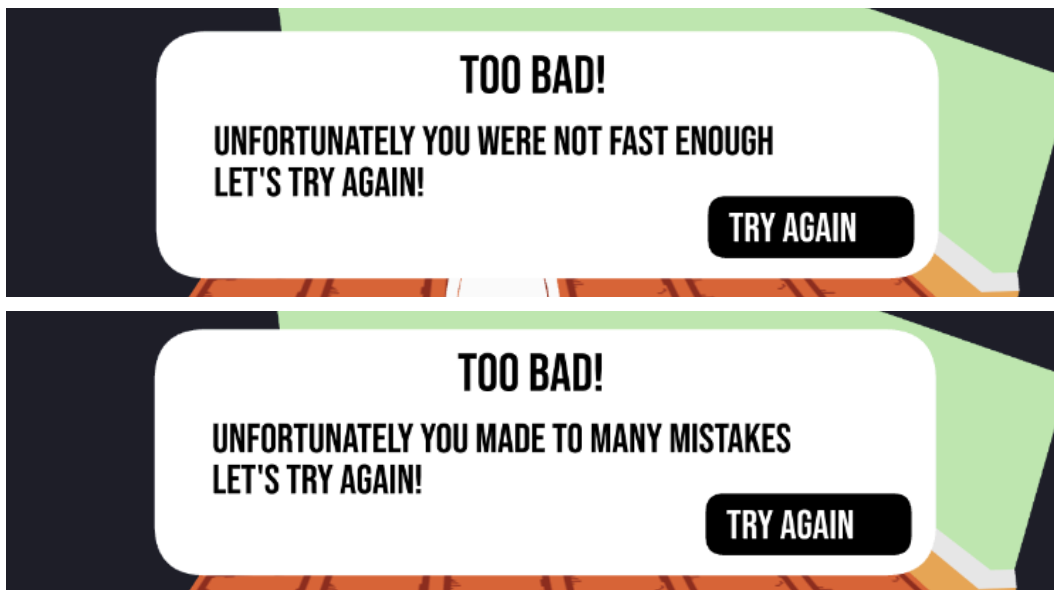 TOO BAD!
UNFORTUNATELY YOU WERE NOT FAST ENOUGH
LET'S TRY AGAIN!
TRY AGAIN
TOO BAD!
UNFORTUNATELY YOU MADE TO MANY MISTAKES
LET'S TRY AGAIN!
TRY AGAIN